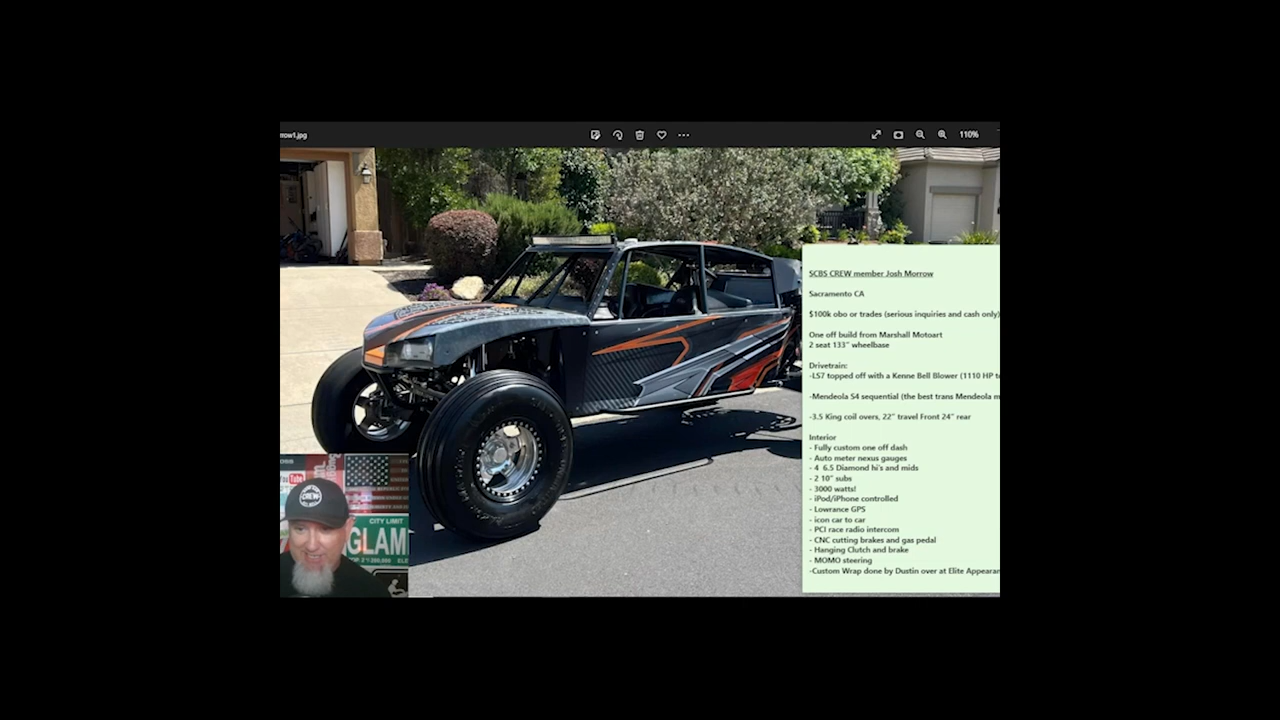 row1.jpg
110%
SCBS CREW member Josh Morrow
Sacramento CA
$100k obo or trades (serious inquiries and cash only)
One off build from Marshall Motoart
2 seat 133" wheelbase
Drivetrain:
-LS7 topped off with a Kenne Bell Blower (1110 HP
-Mendeola S4 sequential (the best trans Mendeola
-3.5 King coil overs, 22" travel Front 24" rear
Interior
- Fully custom one off dash
- Auto meter nexus gauges
- 4 6.5 Diamond hi's and mids
- 2 10" subs
- 3000 watts!
- iPod/iPhone controlled
- Lowrance GPS
- icon car to car
- PCI race radio intercom
- CNC cutting brakes and gas pedal
- Hanging Clutch and brake
- MOMO steering
-Custom Wrap done by Dustin over at Elite Appearan
Tube
CREW
CITY LIMIT
GLAM